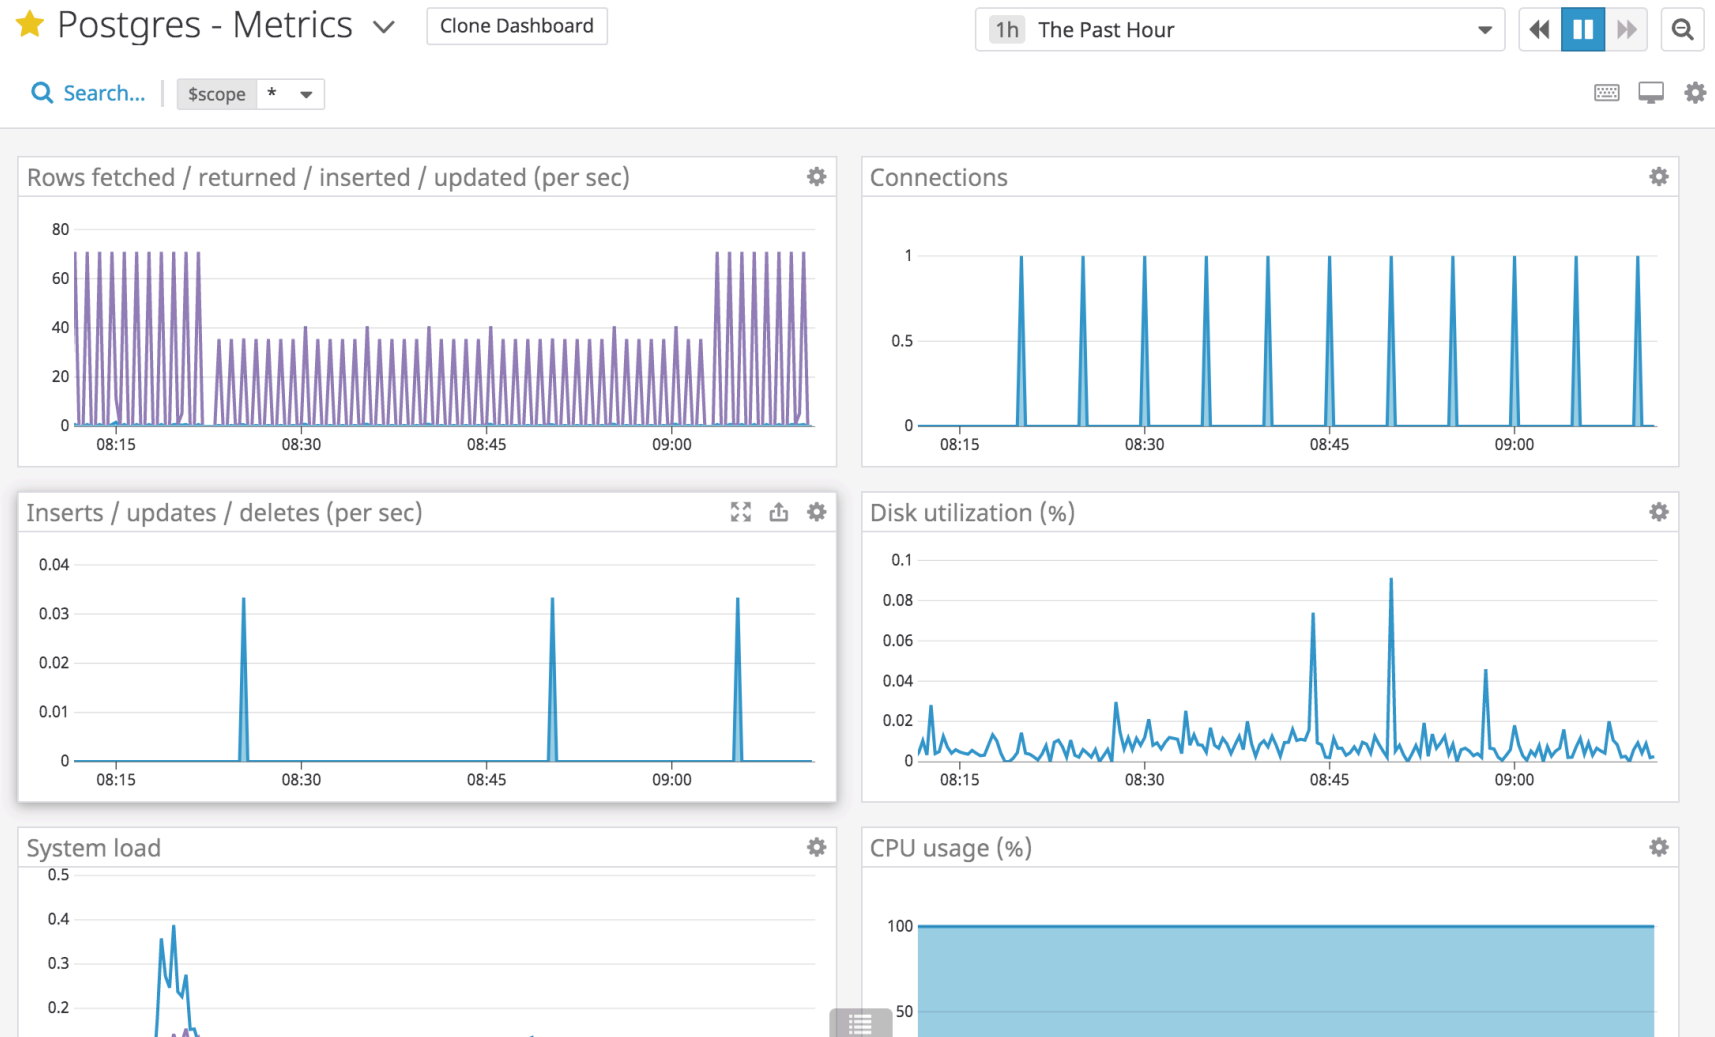 Postgres - Metrics
Clone Dashboard
1h The Past Hour
Search...
$scope *
Rows fetched / returned / inserted / updated (per sec)
80
60
40
20
0
08:15 08:30 08:45 09:00
Connections
1
0.5
0
08:15 08:30 08:45 09:00
Inserts / updates / deletes (per sec)
0.04
0.03
0.02
0.01
0
08:15 08:30 08:45 09:00
Disk utilization (%)
0.1
0.08
0.06
0.04
0.02
0
08:15 08:30 08:45 09:00
System load
0.5
0.4
0.3
0.2
CPU usage (%)
100
50